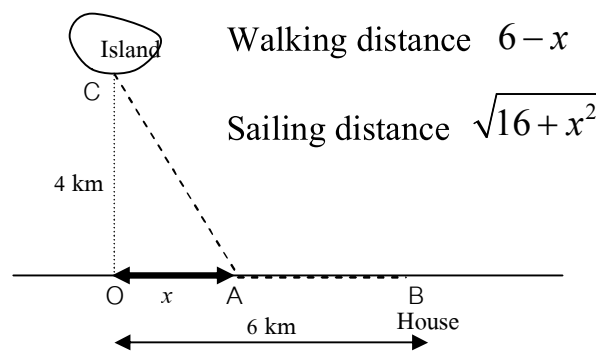 Island
Walking distance 6 − x
C
Sailing distance √16 + x²
4 km
O x A B
House
6 km